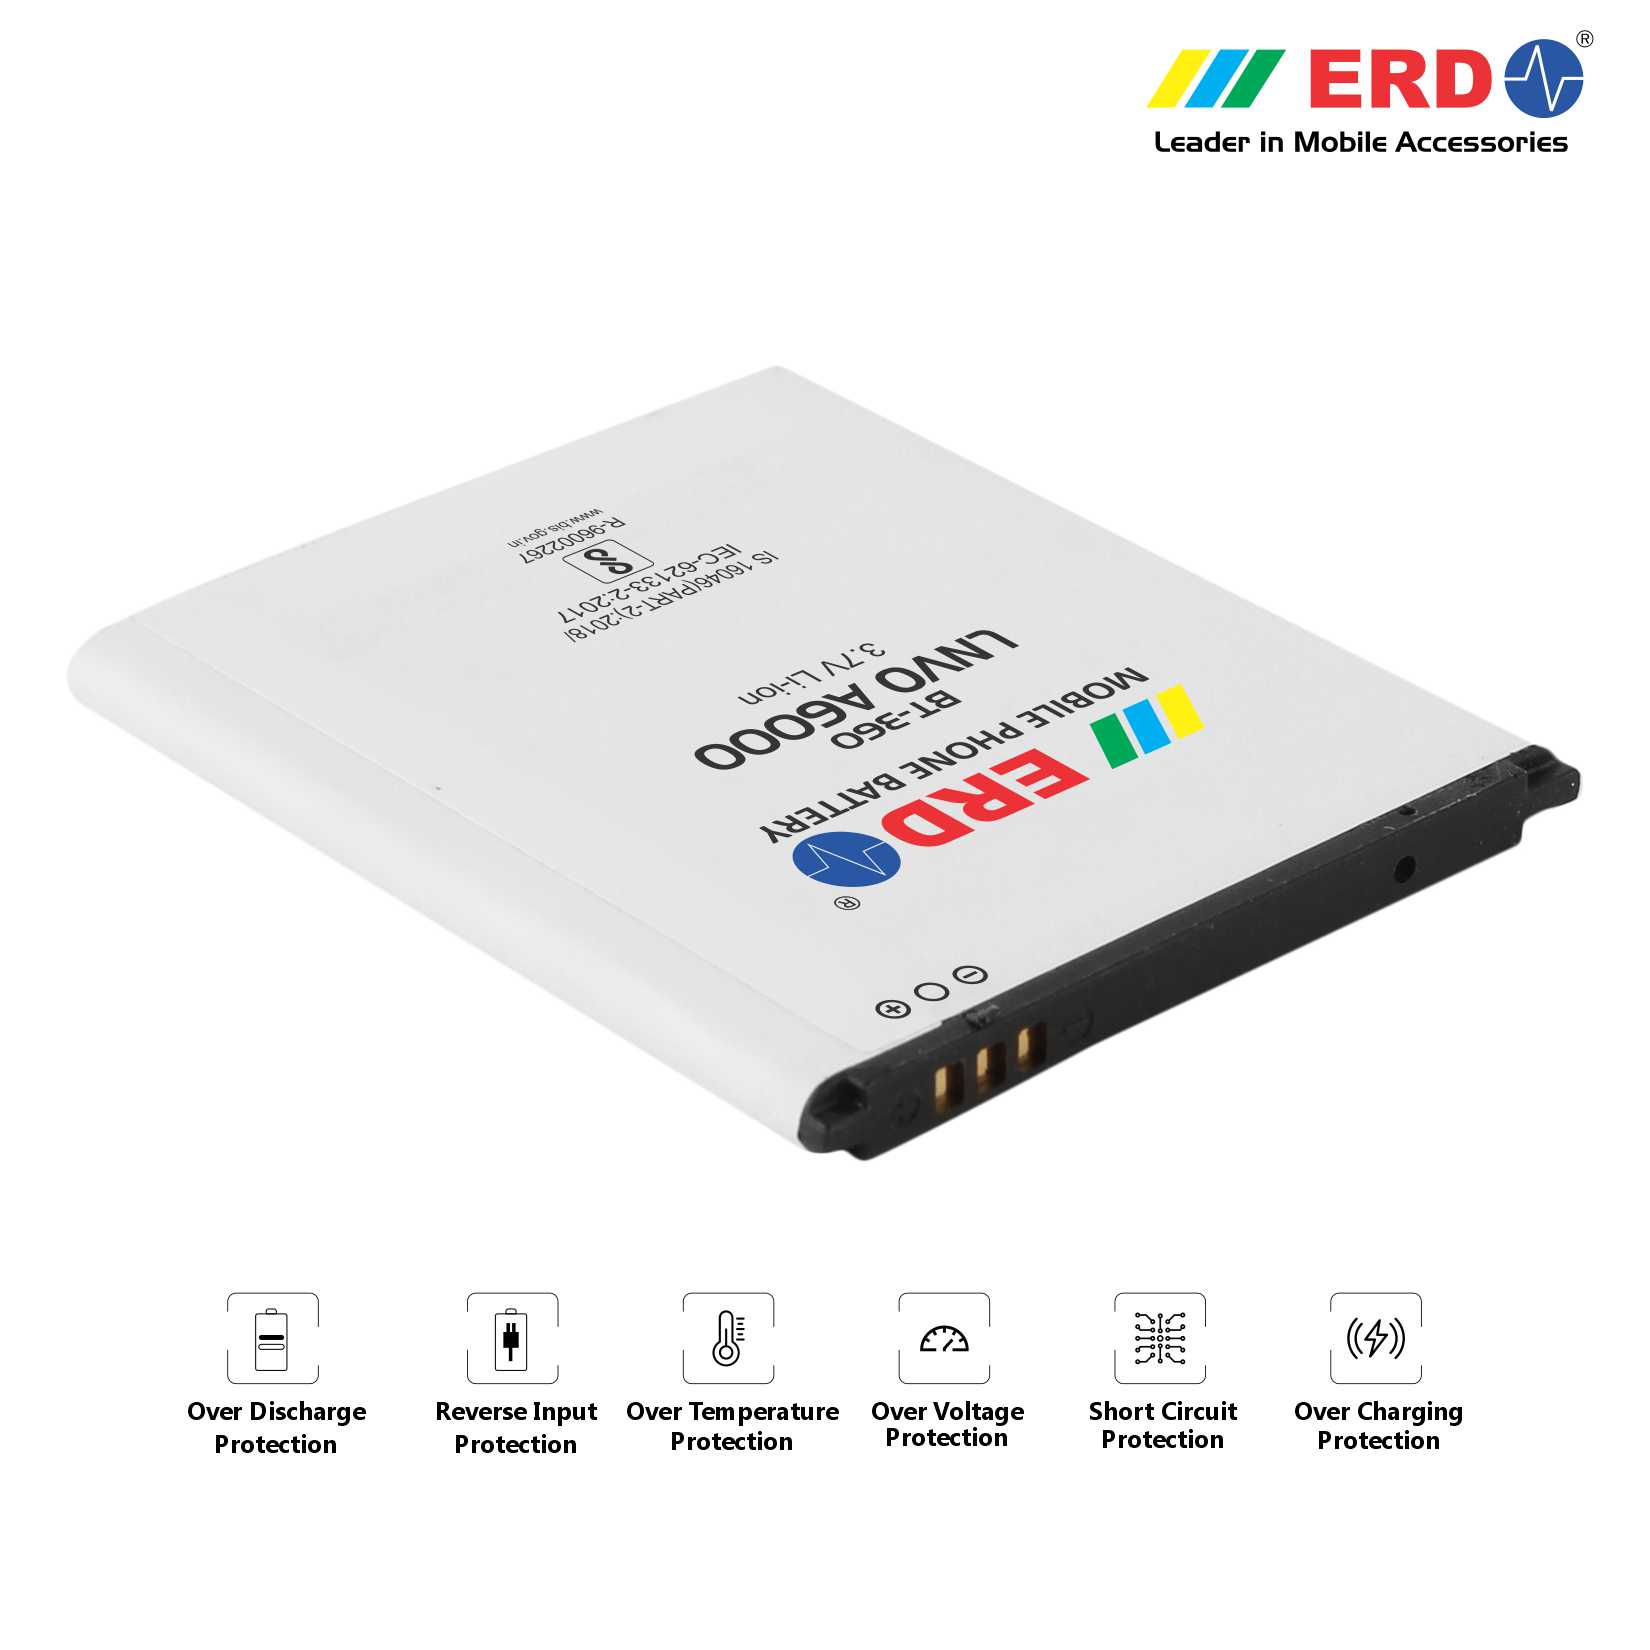 ERD ®
Leader in Mobile Accessories
®
ERD
MOBILE PHONE BATTERY
BT-360
LNVO A6000
3.7V Li-ion
IS 16046(PART-2):2018/
IEC-62133-2:2017
R-96002267
www.bis.gov.in
Over Discharge
Protection
Reverse Input
Protection
Over Temperature
Protection
Over Voltage
Protection
Short Circuit
Protection
Over Charging
Protection